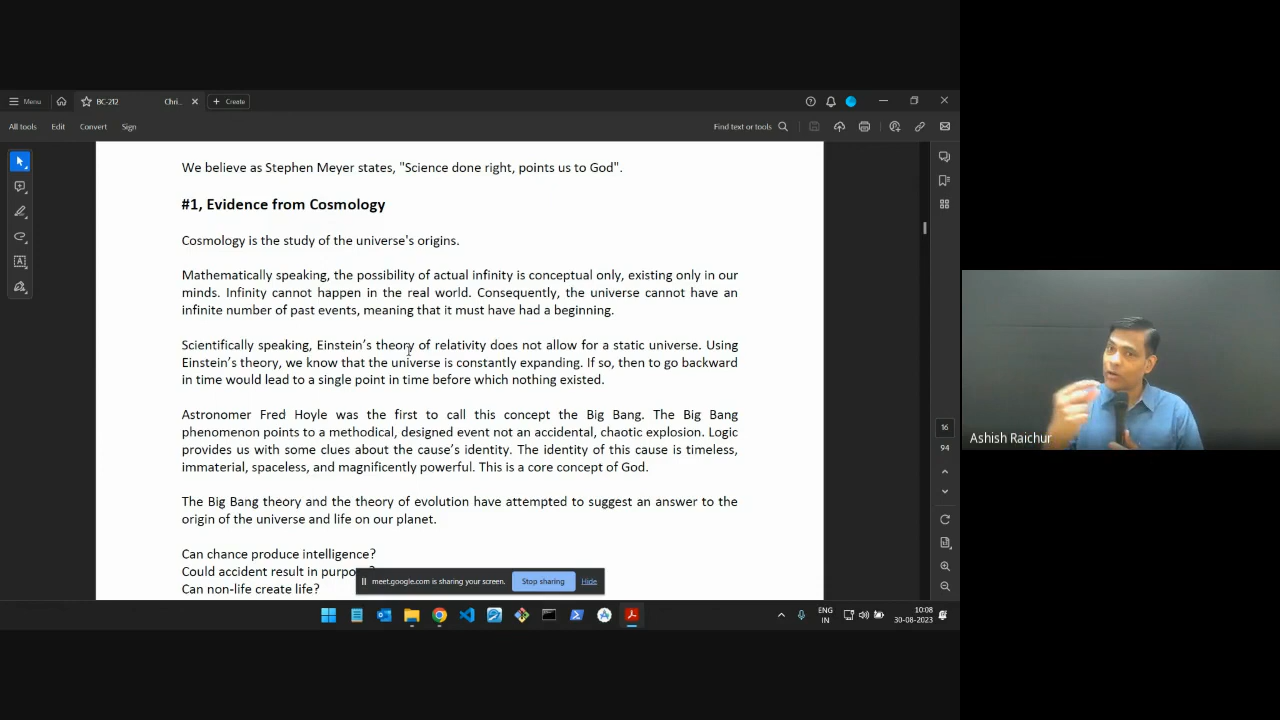 Menu
BC-212
Chri...
Create
All tools
Edit
Convert
Sign
Find text or tools
We believe as Stephen Meyer states, "Science done right, points us to God".
#1, Evidence from Cosmology
Cosmology is the study of the universe's origins.
Mathematically speaking, the possibility of actual infinity is conceptual only, existing only in our
minds. Infinity cannot happen in the real world. Consequently, the universe cannot have an
infinite number of past events, meaning that it must have had a beginning.
Scientifically speaking, Einstein’s theory of relativity does not allow for a static universe. Using
Einstein’s theory, we know that the universe is constantly expanding. If so, then to go backward
in time would lead to a single point in time before which nothing existed.
Astronomer Fred Hoyle was the first to call this concept the Big Bang. The Big Bang
phenomenon points to a methodical, designed event not an accidental, chaotic explosion. Logic
provides us with some clues about the cause’s identity. The identity of this cause is timeless,
immaterial, spaceless, and magnificently powerful. This is a core concept of God.
The Big Bang theory and the theory of evolution have attempted to suggest an answer to the
origin of the universe and life on our planet.
Can chance produce intelligence?
Could accident result in
Can non-life create life?
meet.google.com is sharing your screen.
Stop sharing
Hide
16
94
Ashish Raichur
ENG
IN
10:08
30-08-2023